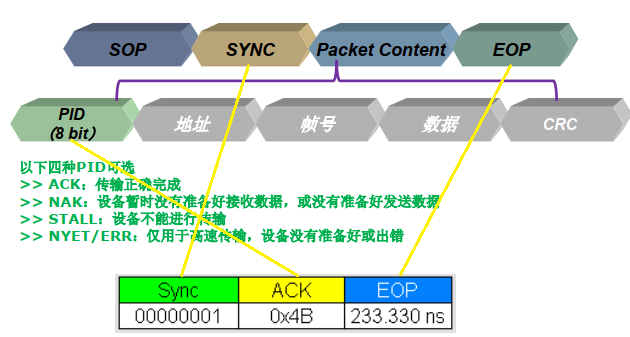 SOP SYNC Packet Content EOP
PID
(8 bit) 地址 帧号 数据 CRC
以下四种PID可选
>> ACK：传输正确完成
>> NAK：设备暂时没有准备好接收数据，或没有准备好发送数据
>> STALL：设备不能进行传输
>> NYET/ERR：仅用于高速传输，设备没有准备好或出错
Sync ACK EOP
00000001 0x4B 233.330 ns